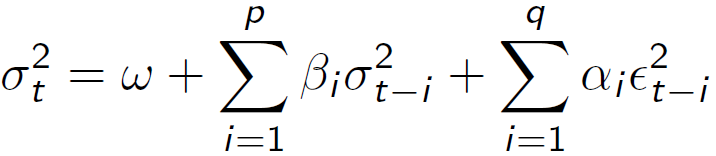 σ_t^2 = ω + \sum_{i=1}^{p} β_i σ_{t-i}^2 + \sum_{i=1}^{q} α_i ϵ_{t-i}^2